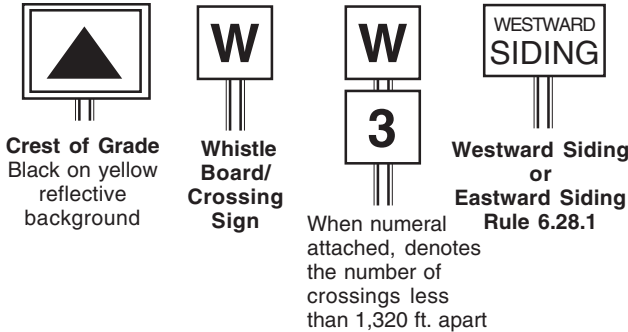 W
W
3
WESTWARD
SIDING
Crest of Grade
Black on yellow
reflective
background
Whistle
Board/
Crossing
Sign
When numeral
attached, denotes
the number of
crossings less
than 1,320 ft. apart
Westward Siding
or
Eastward Siding
Rule 6.28.1